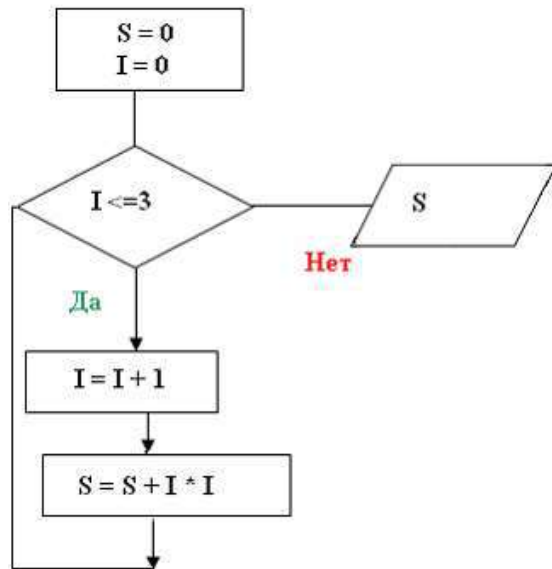 S = 0
I = 0
I <=3
S
Нет
Да
I = I + 1
S = S + I * I